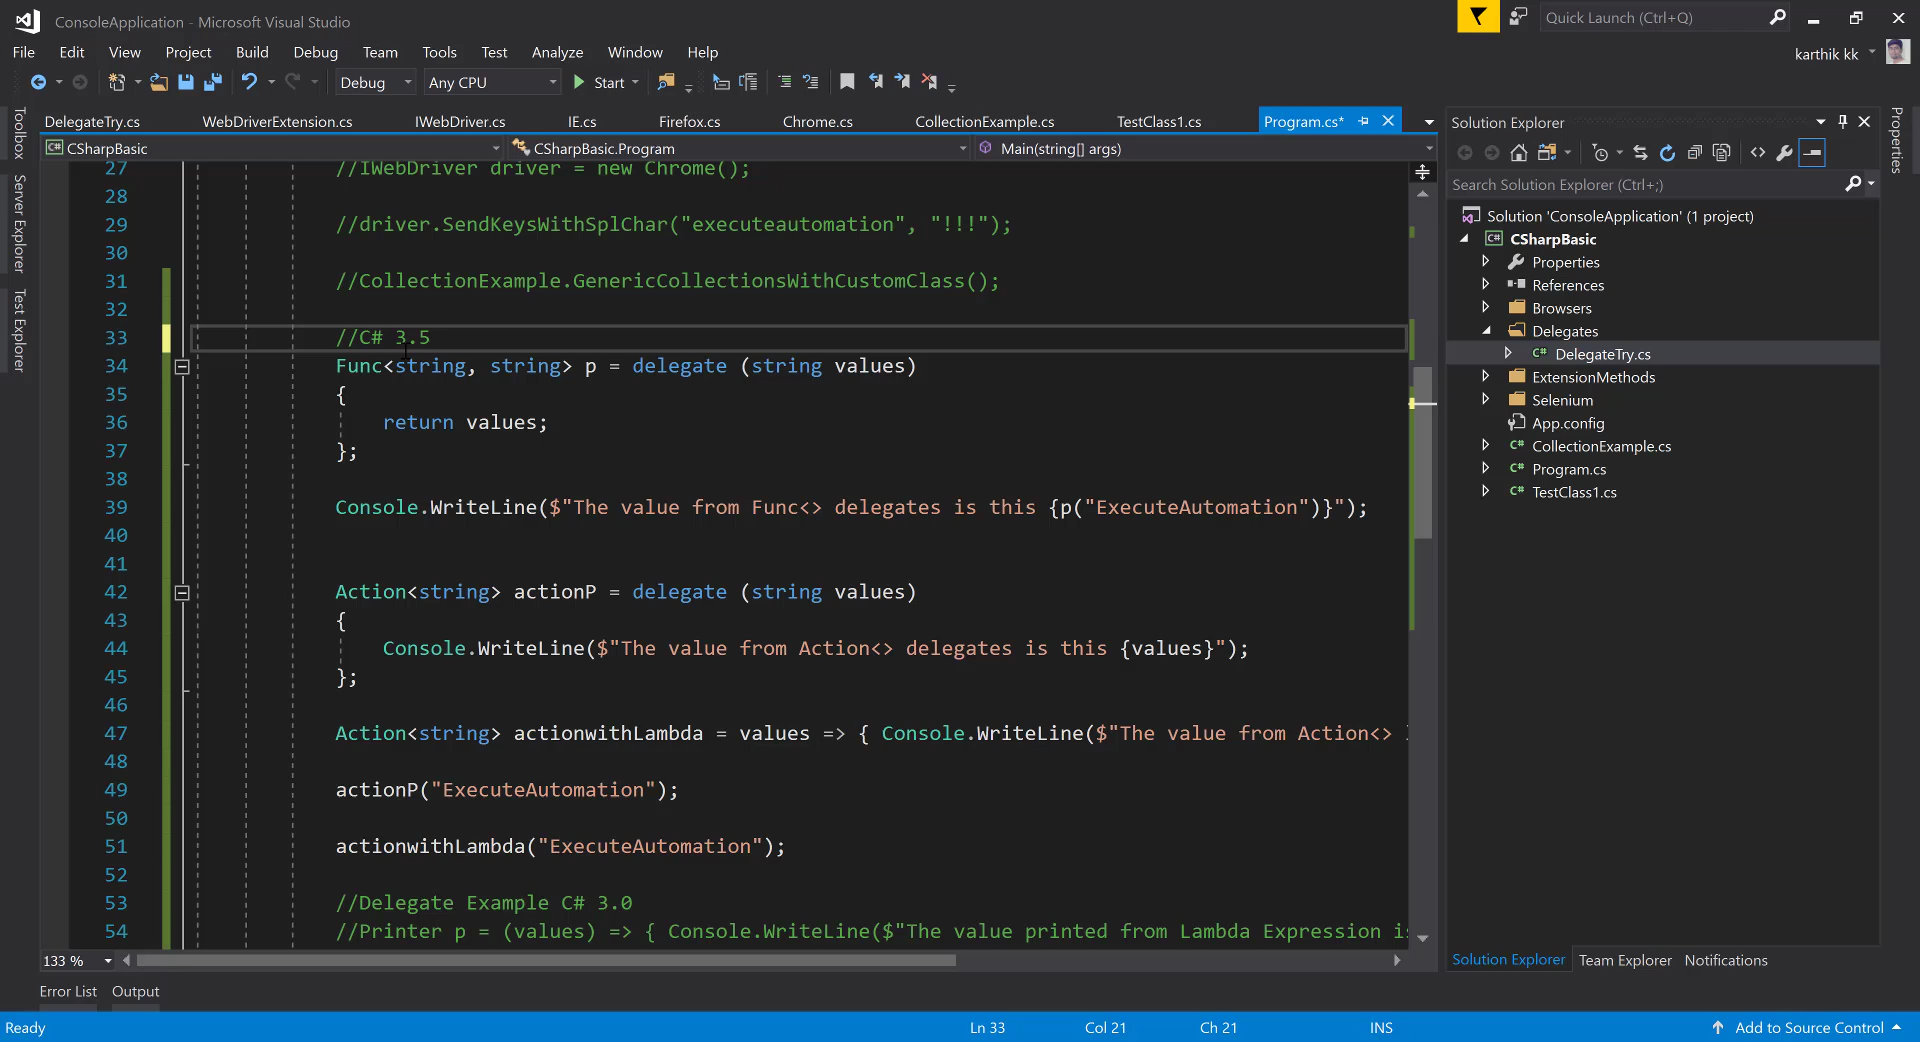 ConsoleApplication - Microsoft Visual Studio
Quick Launch (Ctrl+Q)
File Edit View Project Build Debug Team Tools Test Analyze Window Help
karthik kk
Debug Any CPU Start
DelegateTry.cs WebDriverExtension.cs IWebDriver.cs IE.cs Firefox.cs Chrome.cs CollectionExample.cs TestClass1.cs Program.cs*
CSharpBasic CSharpBasic.Program Main(string[] args)
Toolbox
Server Explorer
Test Explorer
27 //IWebDriver driver = new Chrome();
28
29 //driver.SendKeysWithSplChar("executeautomation", "!!!");
30
31 //CollectionExample.GenericCollectionsWithCustomClass();
32
33 //C# 3.5
34 Func<string, string> p = delegate (string values)
35 {
36 return values;
37 };
38
39 Console.WriteLine($"The value from Func<> delegates is this {p("ExecuteAutomation")}");
40
41
42 Action<string> actionP = delegate (string values)
43 {
44 Console.WriteLine($"The value from Action<> delegates is this {values}");
45 };
46
47 Action<string> actionwithLambda = values => { Console.WriteLine($"The value from Action<>
48
49 actionP("ExecuteAutomation");
50
51 actionwithLambda("ExecuteAutomation");
52
53 //Delegate Example C# 3.0
54 //Printer p = (values) => { Console.WriteLine($"The value printed from Lambda Expression is
133 %
Error List Output
Solution Explorer
Search Solution Explorer (Ctrl+;)
Solution 'ConsoleApplication' (1 project)
C# CSharpBasic
Properties
References
Browsers
Delegates
C# DelegateTry.cs
ExtensionMethods
Selenium
App.config
C# CollectionExample.cs
C# Program.cs
C# TestClass1.cs
Solution Explorer Team Explorer Notifications
Properties
Ready Ln 33 Col 21 Ch 21 INS Add to Source Control